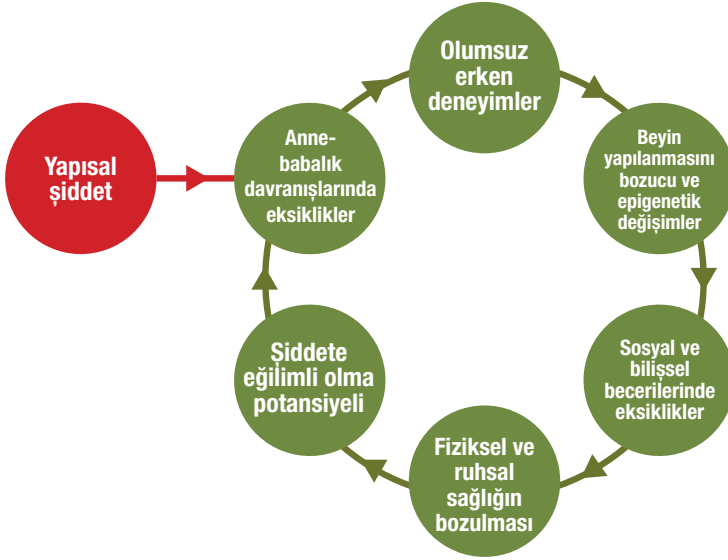 Yapısal
şiddet
Anne-
babalık
davranışlarında
eksiklikler
Olumsuz
erken
deneyimler
Beyin
yapılanmasını
bozucu ve
epigenetik
değişimler
Sosyal ve
bilişsel
becerilerinde
eksiklikler
Fiziksel ve
ruhsal
sağlığın
bozulması
Şiddete
eğilimli olma
potansiyeli